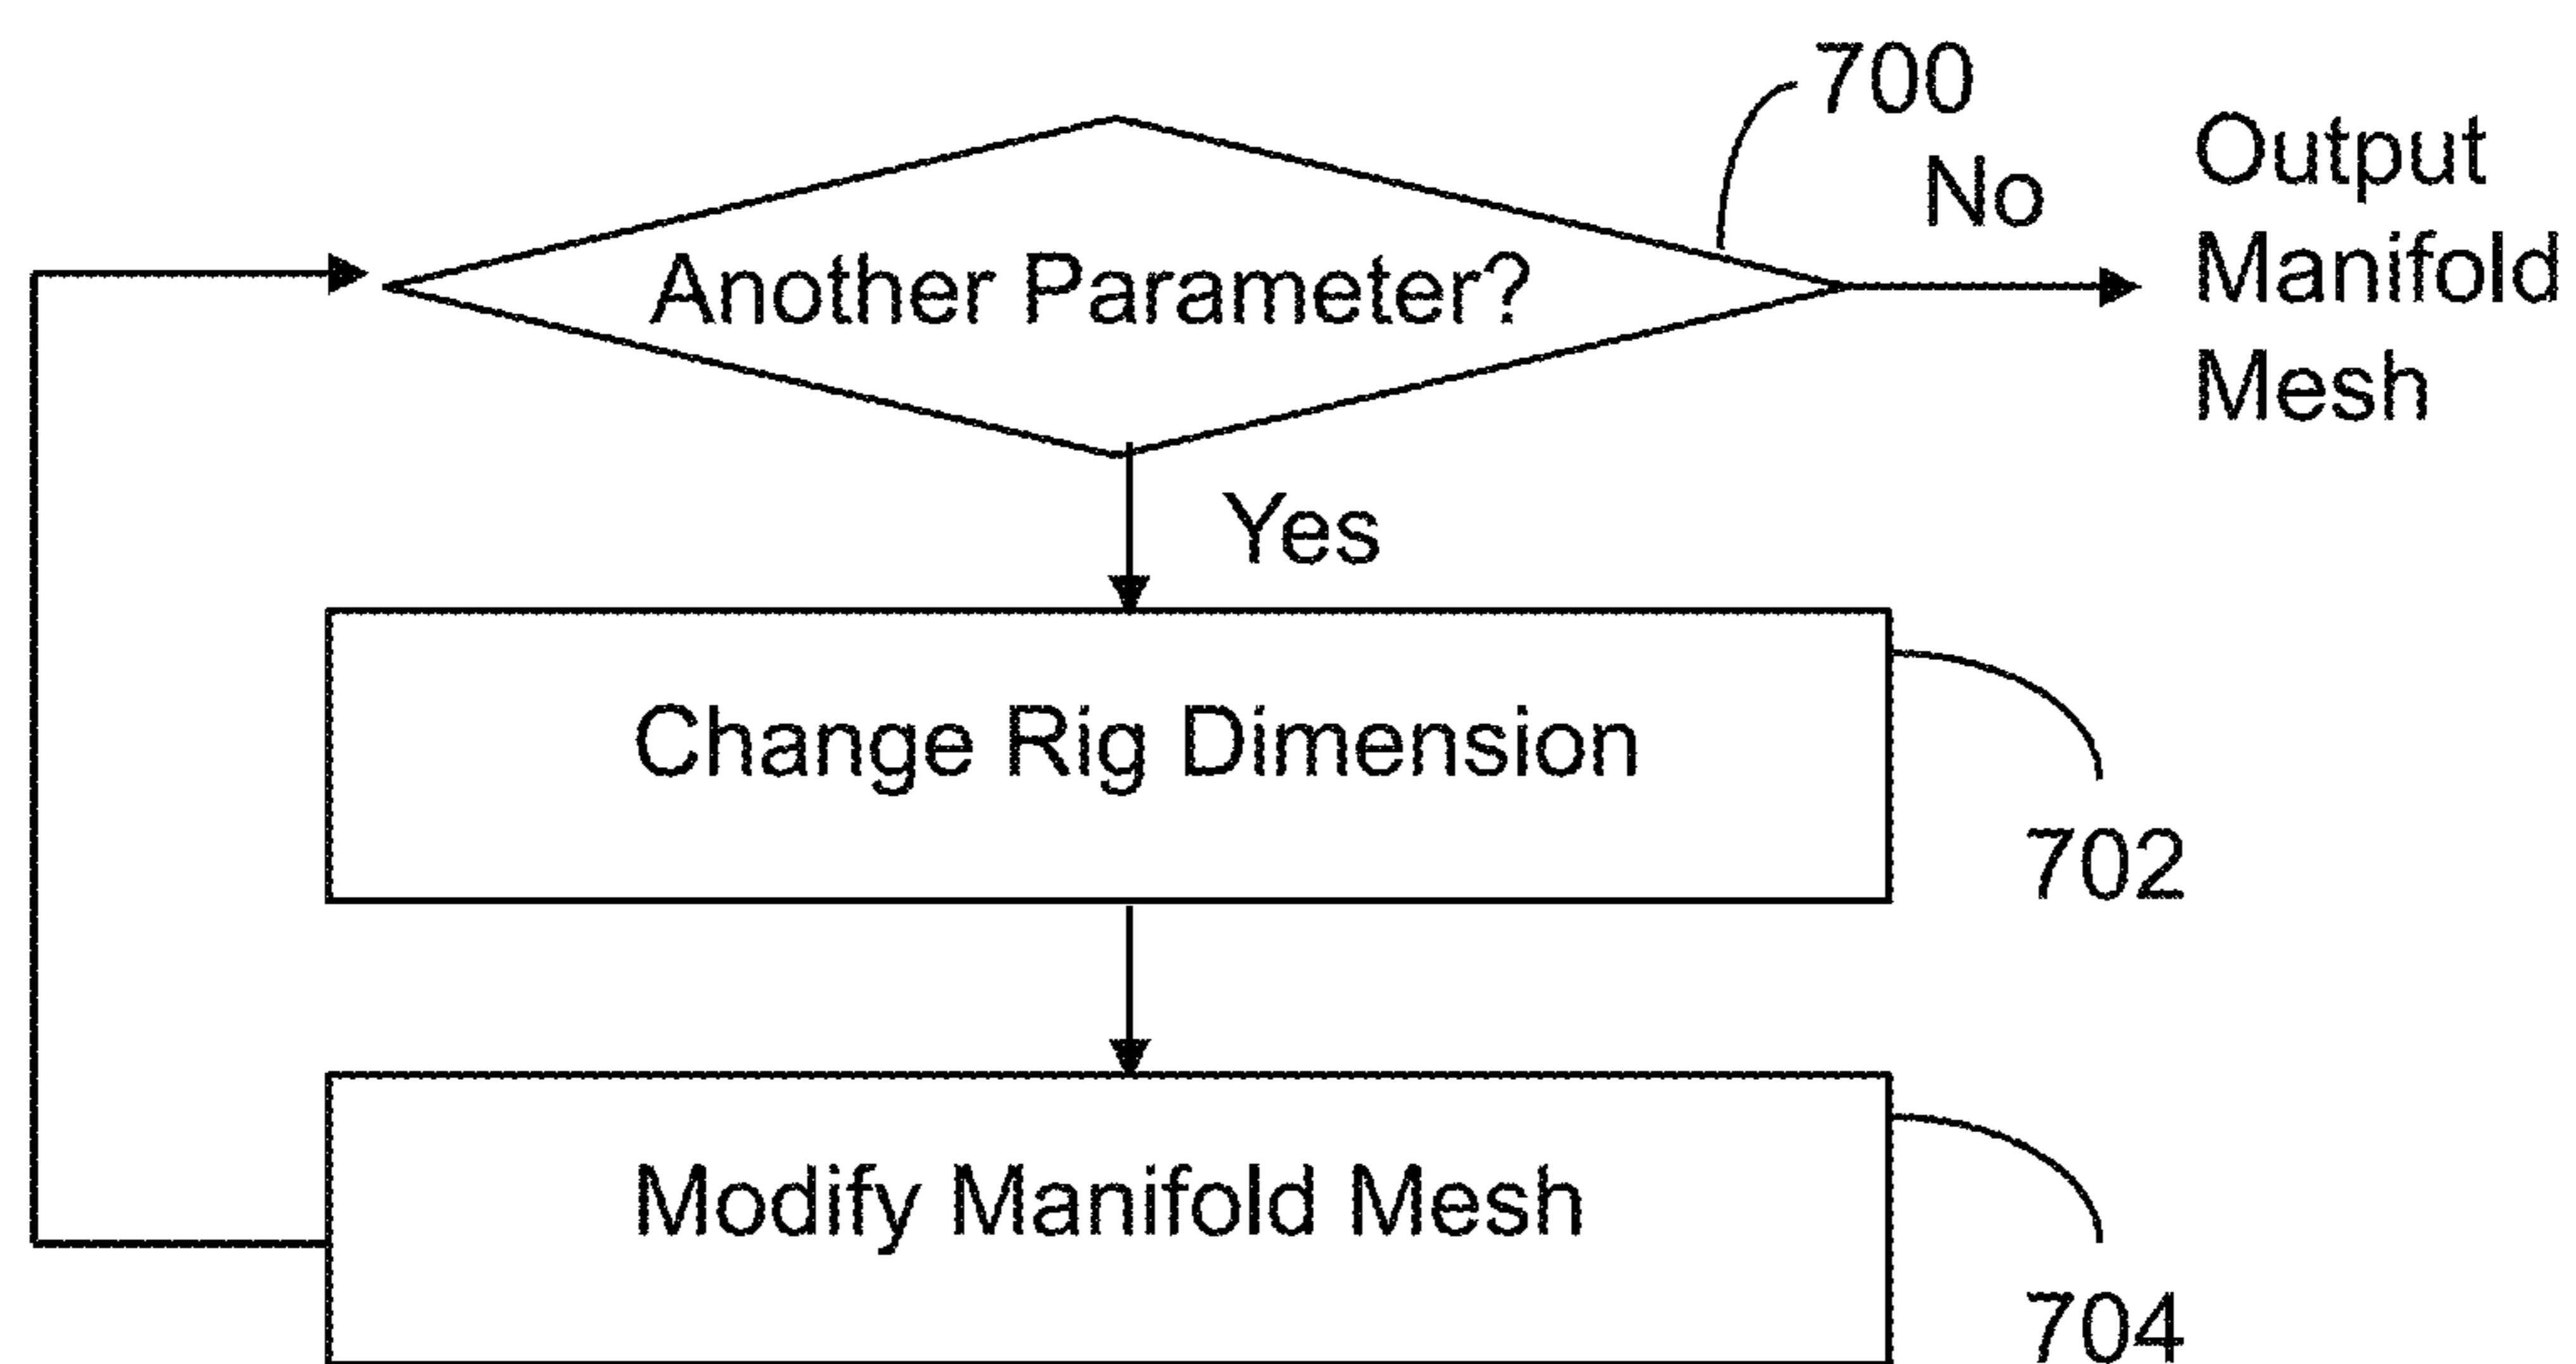 700
No
Output
Manifold
Mesh
Another Parameter?
Yes
Change Rig Dimension
702
Modify Manifold Mesh
704